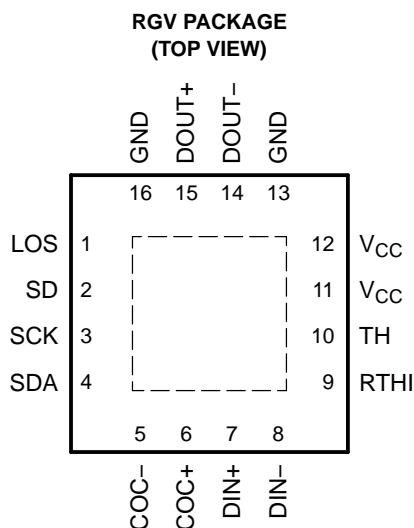 RGV PACKAGE
(TOP VIEW)
GND DOUT+ DOUT− GND
16 15 14 13
LOS 1 12 VCC
SD 2 11 VCC
SCK 3 10 TH
SDA 4 9 RTHI
5 6 7 8
COC− COC+ DIN+ DIN−